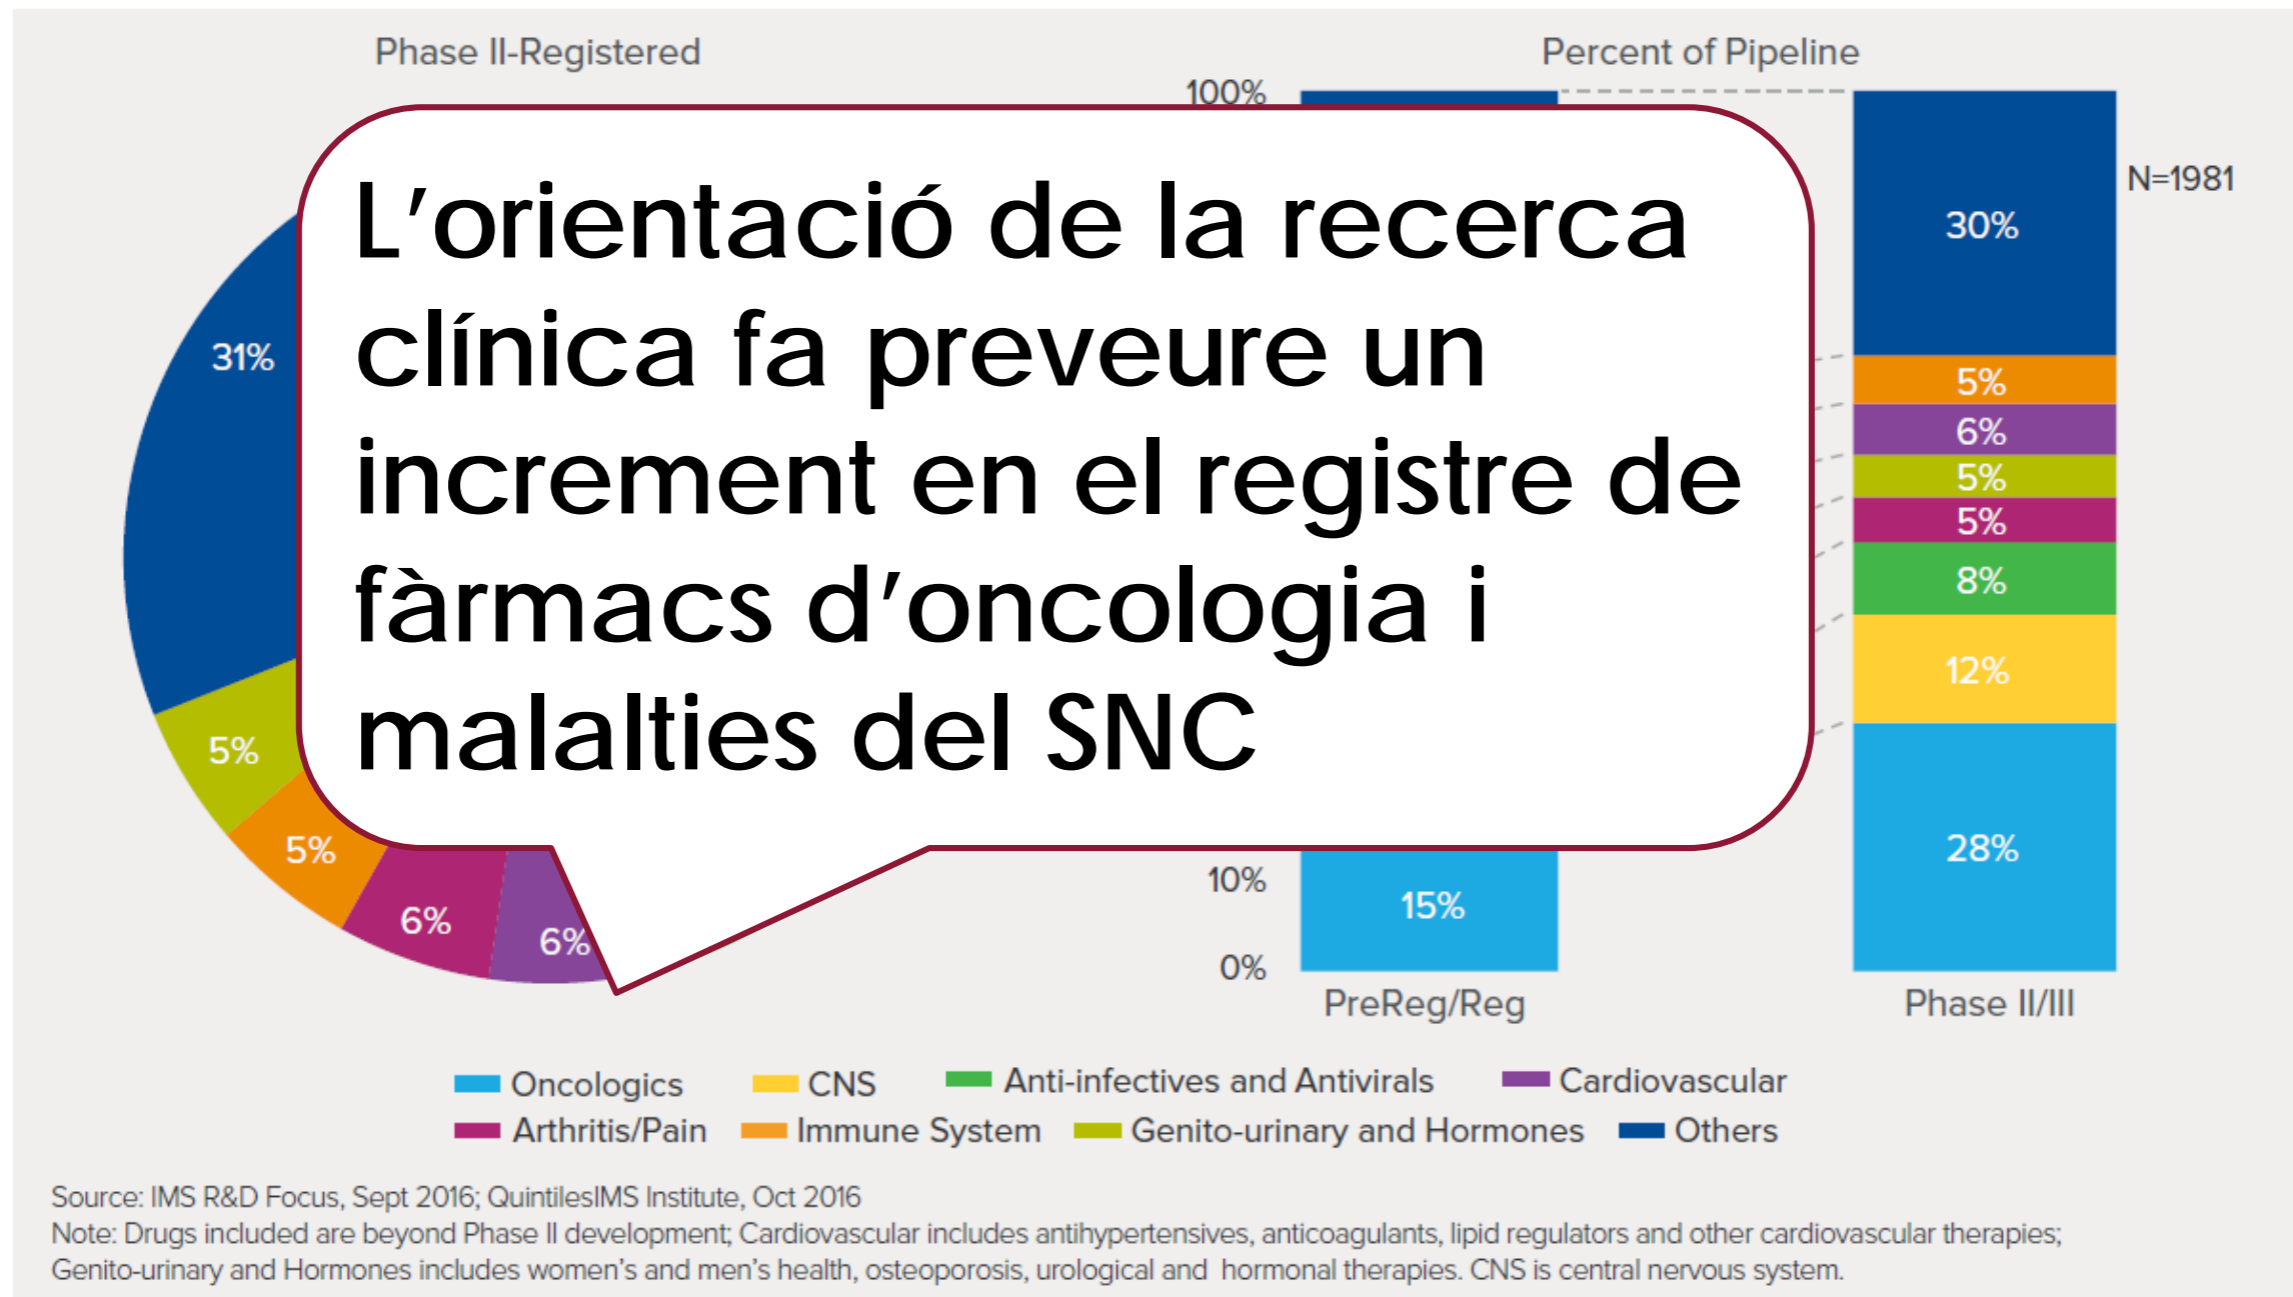 Phase II-Registered
Percent of Pipeline
100%
N=1981
L'orientació de la recerca
clínica fa preveure un
increment en el registre de
fàrmacs d'oncologia i
malalties del SNC
31%
5%
5%
6%
6%
10%
0%
15%
30%
5%
6%
5%
5%
8%
12%
28%
PreReg/Reg
Phase II/III
Oncologics CNS Anti-infectives and Antivirals Cardiovascular
Arthritis/Pain Immune System Genito-urinary and Hormones Others
Source: IMS R&D Focus, Sept 2016; QuintilesIMS Institute, Oct 2016
Note: Drugs included are beyond Phase II development; Cardiovascular includes antihypertensives, anticoagulants, lipid regulators and other cardiovascular therapies;
Genito-urinary and Hormones includes women's and men's health, osteoporosis, urological and hormonal therapies. CNS is central nervous system.